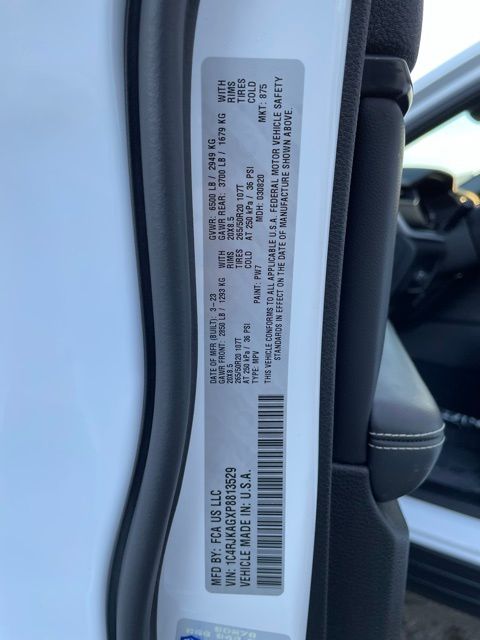 MFD BY: FCA US LLC
VIN: 1C4RJKAGXP8813529
VEHICLE MADE IN: U.S.A.
DATE OF MFR (BUILT): 3-23
GAWR FRONT: 2850 LB / 1293 KG WITH
20X8.5 RIMS
265/50R20 107T TIRES
AT 250 kPa / 36 PSI COLD
TYPE: MPV
PAINT: PW7
GVWR: 6500 LB / 2949 KG
GAWR REAR: 3700 LB / 1679 KG WITH
20X8.5 RIMS
265/50R20 107T TIRES
AT 250 kPa / 36 PSI COLD
MDH: 030820
MKT: 875
THIS VEHICLE CONFORMS TO ALL APPLICABLE U.S.A. FEDERAL MOTOR VEHICLE SAFETY
STANDARDS IN EFFECT ON THE DATE OF MANUFACTURE SHOWN ABOVE.